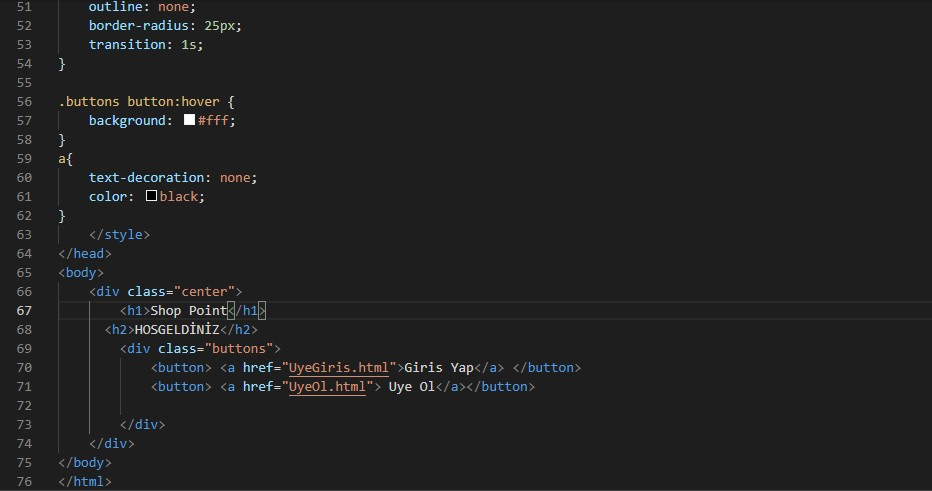 51 outline: none;
52 border-radius: 25px;
53 transition: 1s;
54 }
55
56 .buttons button:hover {
57 background: #fff;
58 }
59 a{
60 text-decoration: none;
61 color: black;
62 }
63 </style>
64 </head>
65 <body>
66 <div class="center">
67 <h1>Shop Point</h1>
68 <h2>HOSGELDİNİZ</h2>
69 <div class="buttons">
70 <button> <a href="UyeGiris.html">Giris Yap</a> </button>
71 <button> <a href="UyeOl.html"> Uye Ol</a></button>
72
73 </div>
74 </div>
75 </body>
76 </html>